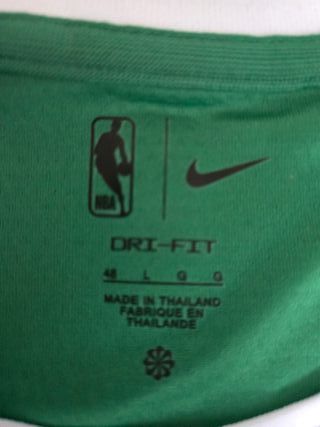 NBA
DRI-FIT
48 L G G
MADE IN THAILAND
FABRIQUE EN
THAILANDE